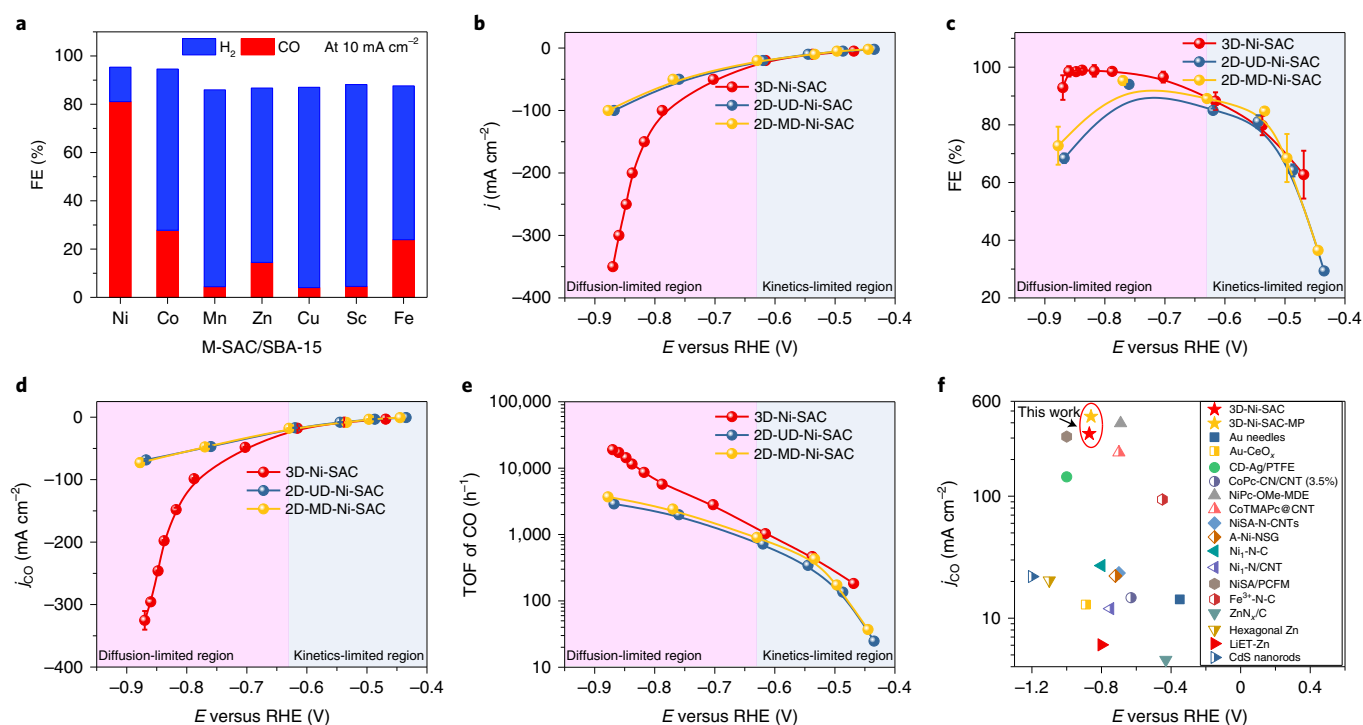 a
FE (%)
100
80
60
40
20
0
H₂ CO At 10 mA cm⁻²
Ni Co Mn Zn Cu Sc Fe
M-SAC/SBA-15
b
j (mA cm⁻²)
0
−100
−200
−300
−400
3D-Ni-SAC
2D-UD-Ni-SAC
2D-MD-Ni-SAC
Diffusion-limited region Kinetics-limited region
−0.9 −0.8 −0.7 −0.6 −0.5 −0.4
E versus RHE (V)
c
FE (%)
100
80
60
40
20
3D-Ni-SAC
2D-UD-Ni-SAC
2D-MD-Ni-SAC
Diffusion-limited region Kinetics-limited region
−0.9 −0.8 −0.7 −0.6 −0.5 −0.4
E versus RHE (V)
d
jCO (mA cm⁻²)
0
−100
−200
−300
−400
3D-Ni-SAC
2D-UD-Ni-SAC
2D-MD-Ni-SAC
Diffusion-limited region Kinetics-limited region
−0.9 −0.8 −0.7 −0.6 −0.5 −0.4
E versus RHE (V)
e
TOF of CO (h⁻¹)
100,000
10,000
1,000
100
10
3D-Ni-SAC
2D-UD-Ni-SAC
2D-MD-Ni-SAC
Diffusion-limited region Kinetics-limited region
−0.9 −0.8 −0.7 −0.6 −0.5 −0.4
E versus RHE (V)
f
jCO (mA cm⁻²)
600
100
10
This work
3D-Ni-SAC
3D-Ni-SAC-MP
Au needles
Au-CeOₓ
CD-Ag/PTFE
CoPc-CN/CNT (3.5%)
NiPc-OMe-MDE
CoTMAPc@CNT
NiSA-N-CNTs
A-Ni-NSG
Ni₁-N-C
Ni₁-N/CNT
NiSA/PCFM
Fe³⁺-N-C
ZnNₓ/C
Hexagonal Zn
LiET-Zn
CdS nanorods
−1.2 −0.8 −0.4 0 0.4
E versus RHE (V)